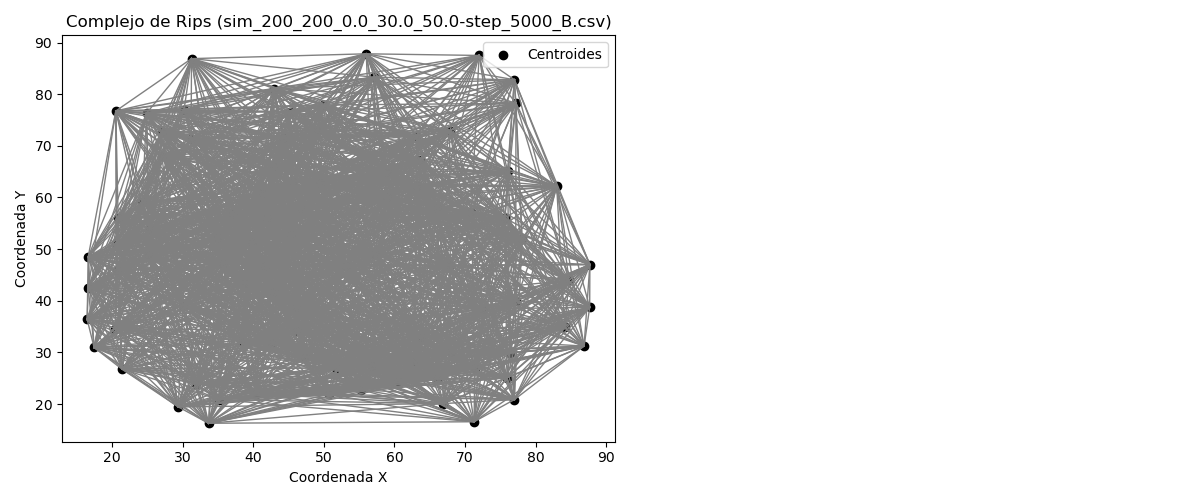 Complejo de Rips (sim_200_200_0.0_30.0_50.0-step_5000_B.csv)
Centroides
90
80
70
60
50
40
30
20
Coordenada Y
20 30 40 50 60 70 80 90
Coordenada X